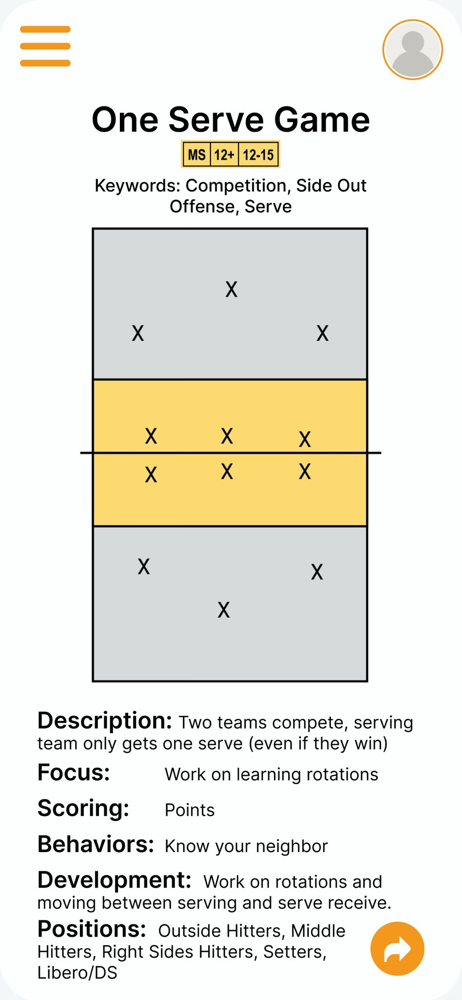 One Serve Game
MS 12+ 12-15
Keywords: Competition, Side Out
Offense, Serve
X
X X
X X X
X X X
X X
X
Description: Two teams compete, serving
team only gets one serve (even if they win)
Focus: Work on learning rotations
Scoring: Points
Behaviors: Know your neighbor
Development: Work on rotations and
moving between serving and serve receive.
Positions: Outside Hitters, Middle
Hitters, Right Sides Hitters, Setters,
Libero/DS